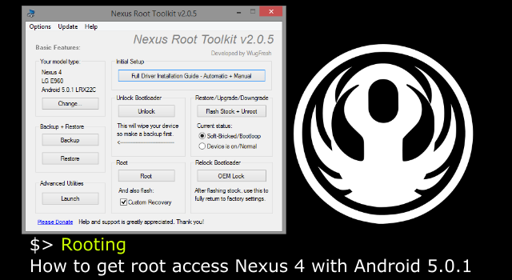 Nexus Root Toolkit v2.0.5
Options Update Help
Nexus Root Toolkit v2.0.5
Developed by WugFresh
Basic Features:
Your model type:
Nexus 4
LG E960
Android 5.0.1 LRX22C
Change...
Initial Setup
Full Driver Installation Guide - Automatic + Manual
Unlock Bootloader
Unlock
This will wipe your device
so make a backup first.
<----------------
Restore/Upgrade/Downgrade
Flash Stock + Unroot
Current status:
Soft-Bricked/Bootloop
Device is on/Normal
Backup + Restore
Backup
Restore
Root
Root
And also flash:
Custom Recovery
Relock Bootloader
OEM Lock
After flashing stock, use this to
fully return to factory settings.
Advanced Utilities
Launch
Please Donate Help and support is greatly appreciated. Thank you!
$> Rooting
How to get root access Nexus 4 with Android 5.0.1